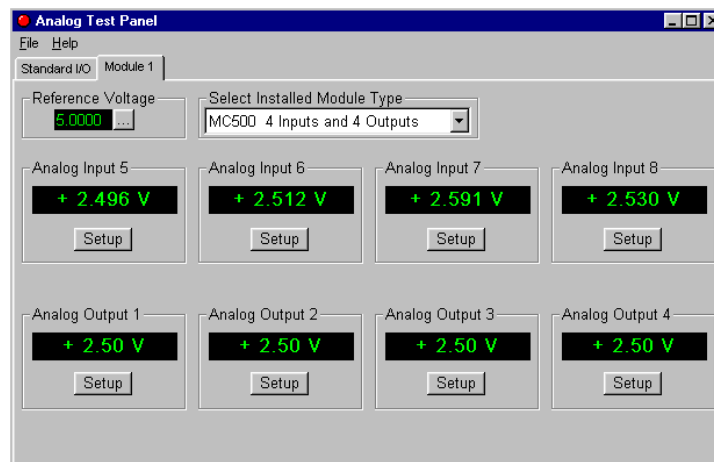 Analog Test Panel
File Help
Standard I/O Module 1
Reference Voltage
5.0000 ...
Select Installed Module Type
MC500 4 Inputs and 4 Outputs
Analog Input 5 Analog Input 6 Analog Input 7 Analog Input 8
+ 2.496 V + 2.512 V + 2.591 V + 2.530 V
Setup Setup Setup Setup
Analog Output 1 Analog Output 2 Analog Output 3 Analog Output 4
+ 2.50 V + 2.50 V + 2.50 V + 2.50 V
Setup Setup Setup Setup